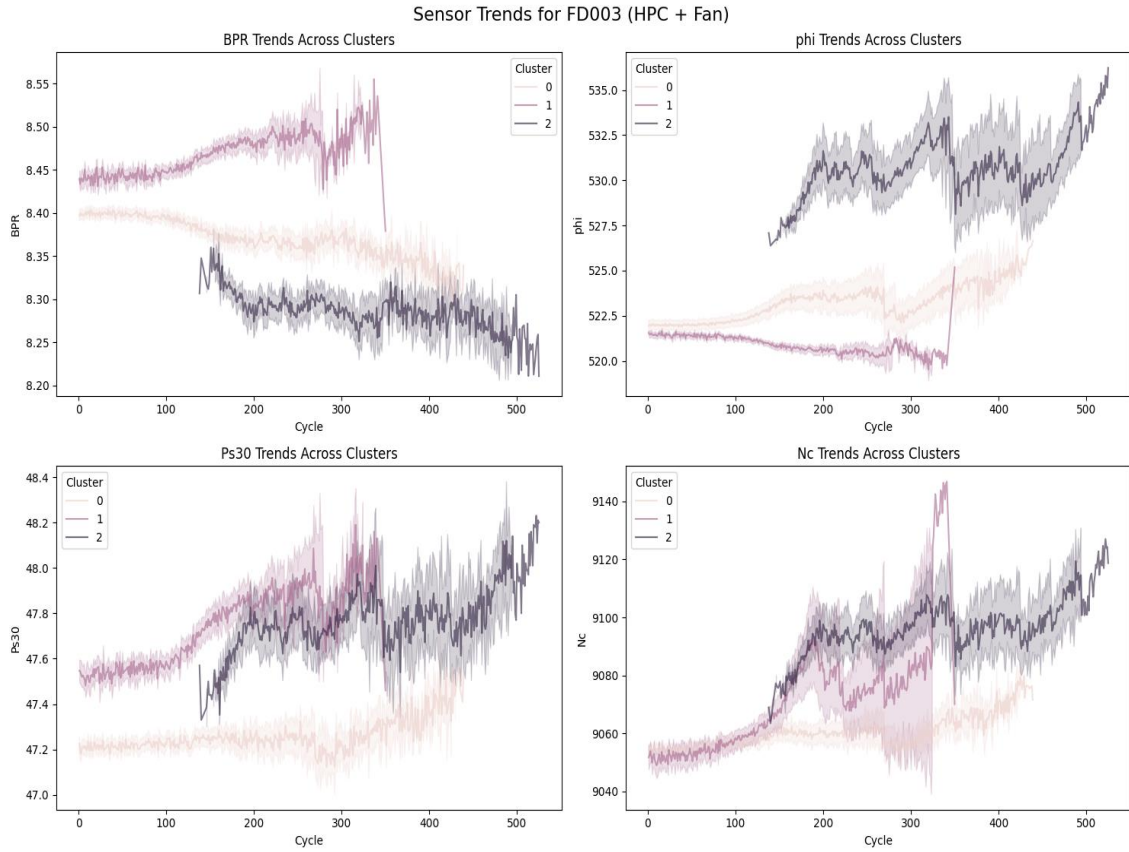 Sensor Trends for FD003 (HPC + Fan)
BPR Trends Across Clusters
8.55
8.50
8.45
8.40
8.35
8.30
8.25
8.20
BPR
0 100 200 300 400 500
Cycle
Cluster
0
1
2
phi Trends Across Clusters
535.0
532.5
530.0
527.5
525.0
522.5
520.0
phi
0 100 200 300 400 500
Cycle
Cluster
0
1
2
Ps30 Trends Across Clusters
48.4
48.2
48.0
47.8
47.6
47.4
47.2
47.0
Ps30
0 100 200 300 400 500
Cycle
Cluster
0
1
2
Nc Trends Across Clusters
9140
9120
9100
9080
9060
9040
Nc
0 100 200 300 400 500
Cycle
Cluster
0
1
2